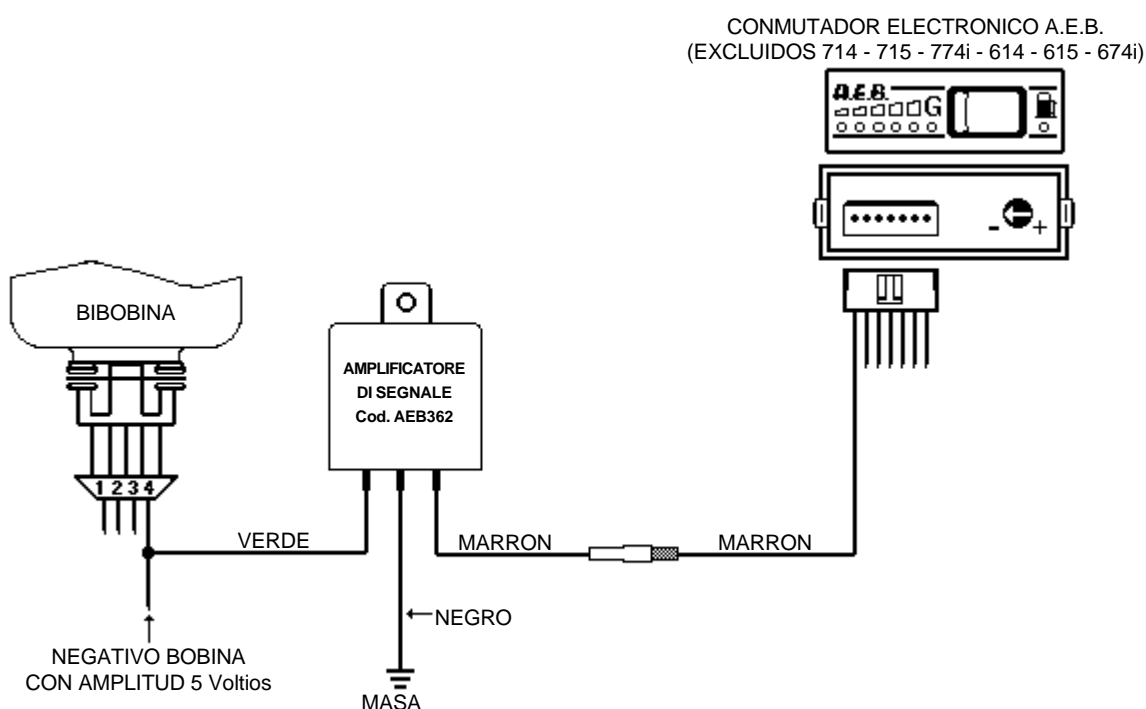 CONMUTADOR ELECTRONICO A.E.B.
(EXCLUIDOS 714 - 715 - 774i - 614 - 615 - 674i)
A.E.B.
G
- +
BIBOBINA
AMPLIFICATORE
DI SEGNALE
Cod. AEB362
1 2 3 4
VERDE
MARRON
MARRON
NEGRO
NEGATIVO BOBINA
CON AMPLITUD 5 Voltios
MASA